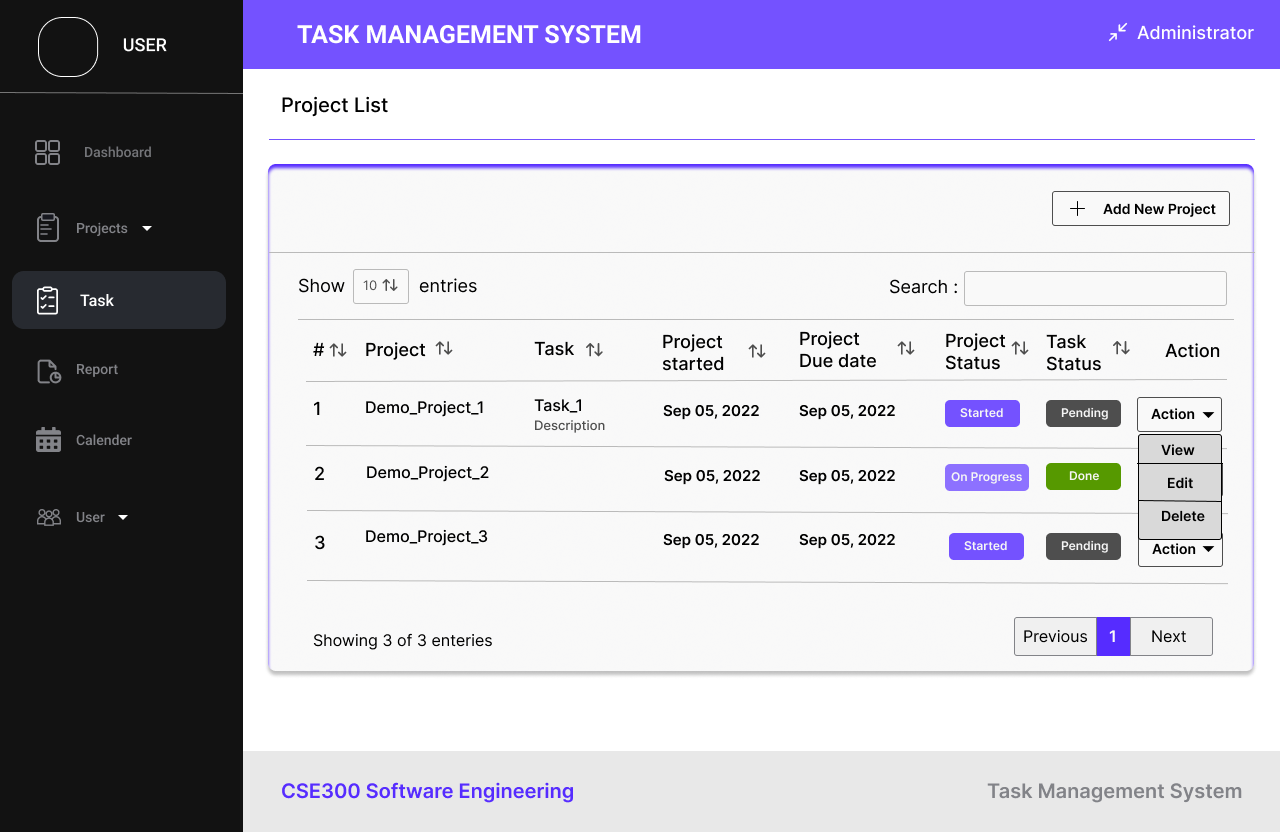 USER
TASK MANAGEMENT SYSTEM
Administrator
Dashboard
Projects
Task
Report
Calender
User
Project List
Add New Project
Show 10 entries
Search :
# Project Task Project started Project Due date Project Status Task Status Action
1 Demo_Project_1 Task_1 Sep 05, 2022 Sep 05, 2022 Started Pending Action
Description
View
2 Demo_Project_2 Sep 05, 2022 Sep 05, 2022 On Progress Done
Edit
Delete
3 Demo_Project_3 Sep 05, 2022 Sep 05, 2022 Started Pending Action
Showing 3 of 3 enteries
Previous 1 Next
CSE300 Software Engineering
Task Management System